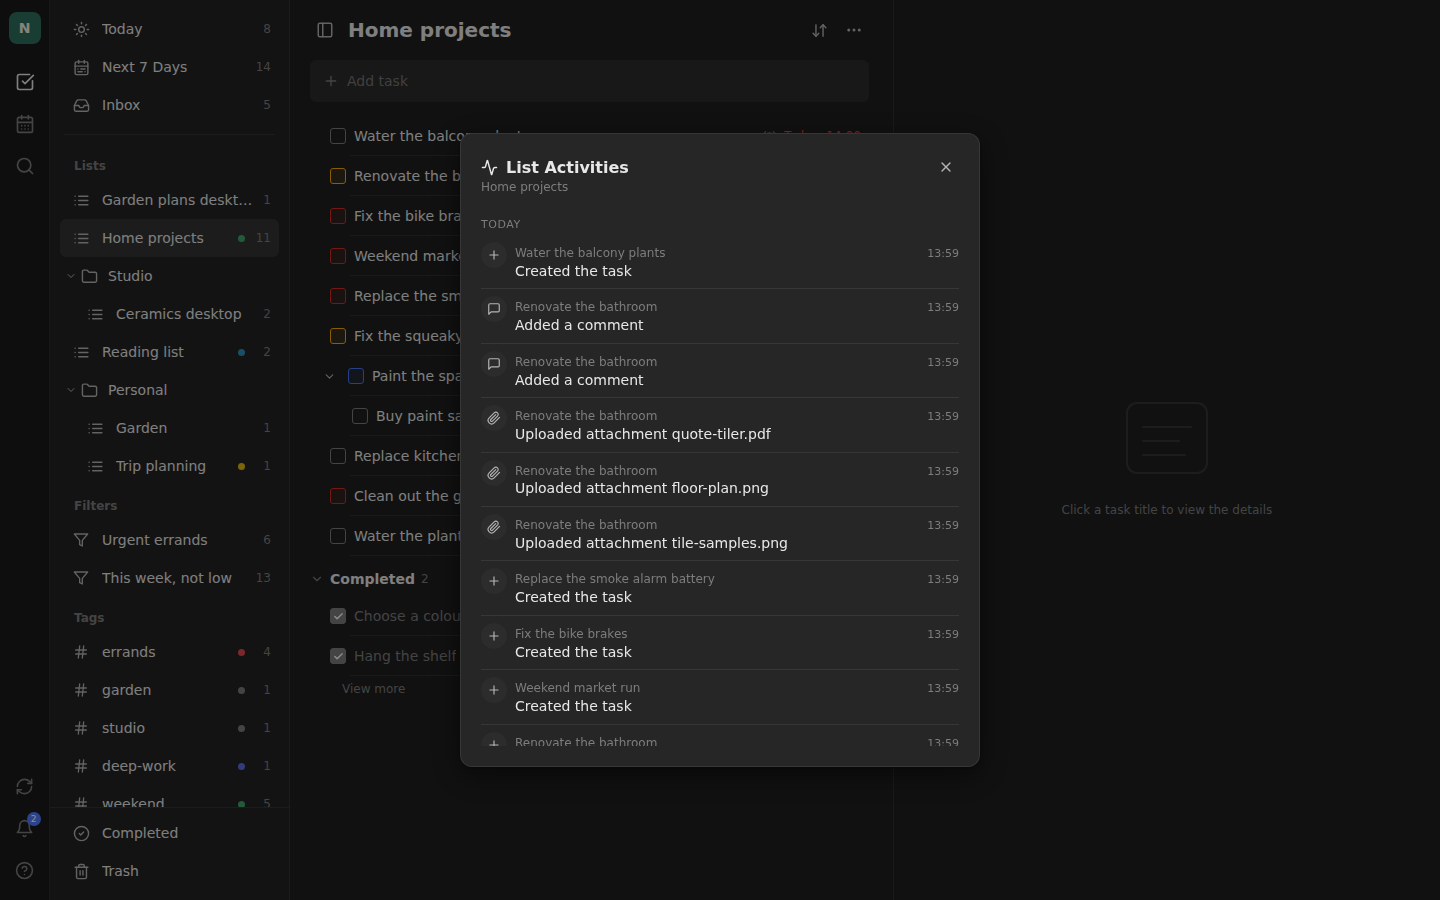 N
Today 8
Next 7 Days 14
Inbox 5
Lists
Garden plans deskt... 1
Home projects 11
Studio
Ceramics desktop 2
Reading list 2
Personal
Garden 1
Trip planning 1
Filters
Urgent errands 6
This week, not low 13
Tags
errands 4
garden 1
studio 1
deep-work 1
weekend 5
Completed
Trash
2
Home projects
Add task
Water the
Renovate the
Fix the bike
Weekend
Replace the
Fix the squeaky
Paint the
Buy paint
Replace
Clean out the
Water the
Completed 2
Choose a
Hang the shelf
View more
List Activities
Home projects
TODAY
Water the balcony plants 13:59
Created the task
Renovate the bathroom 13:59
Added a comment
Renovate the bathroom 13:59
Added a comment
Renovate the bathroom 13:59
Uploaded attachment quote-tiler.pdf
Renovate the bathroom 13:59
Uploaded attachment floor-plan.png
Renovate the bathroom 13:59
Uploaded attachment tile-samples.png
Replace the smoke alarm battery 13:59
Created the task
Fix the bike brakes 13:59
Created the task
Weekend market run 13:59
Created the task
Renovate the bathroom 13:59
Click a task title to view the details